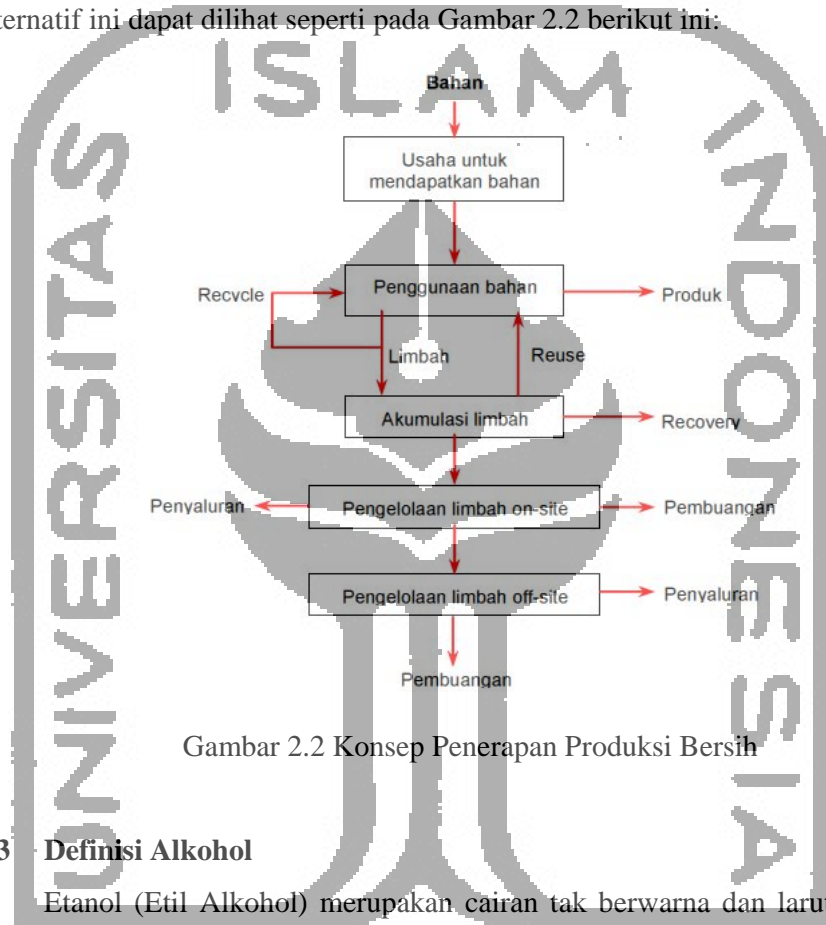 ternatif ini dapat dilihat seperti pada Gambar 2.2 berikut ini:
ISLAM
UNIVERSITAS
INDONESIA
Bahan
Usaha untuk
mendapatkan bahan
Recycle
Penggunaan bahan
Produk
Limbah
Reuse
Akumulasi limbah
Recovery
Penyaluran
Pengelolaan limbah on-site
Pembuangan
Pengelolaan limbah off-site
Penyaluran
Pembuangan
Gambar 2.2 Konsep Penerapan Produksi Bersih
3 Definisi Alkohol
Etanol (Etil Alkohol) merupakan cairan tak berwarna dan larut